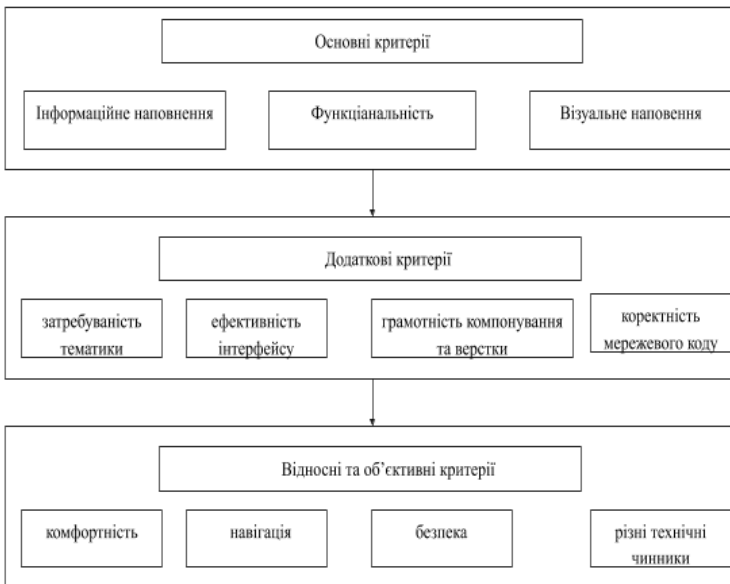 Основні критерії
Інформаційне наповнення
Функціанальність
Візуальне наповення
Додаткові критерії
затребуваність
тематики
ефективність
інтерфейсу
грамотність компонування
та верстки
коректність
мережевого коду
Відносні та об’єктивні критерії
комфортність
навігація
безпека
різні технічні
чинники